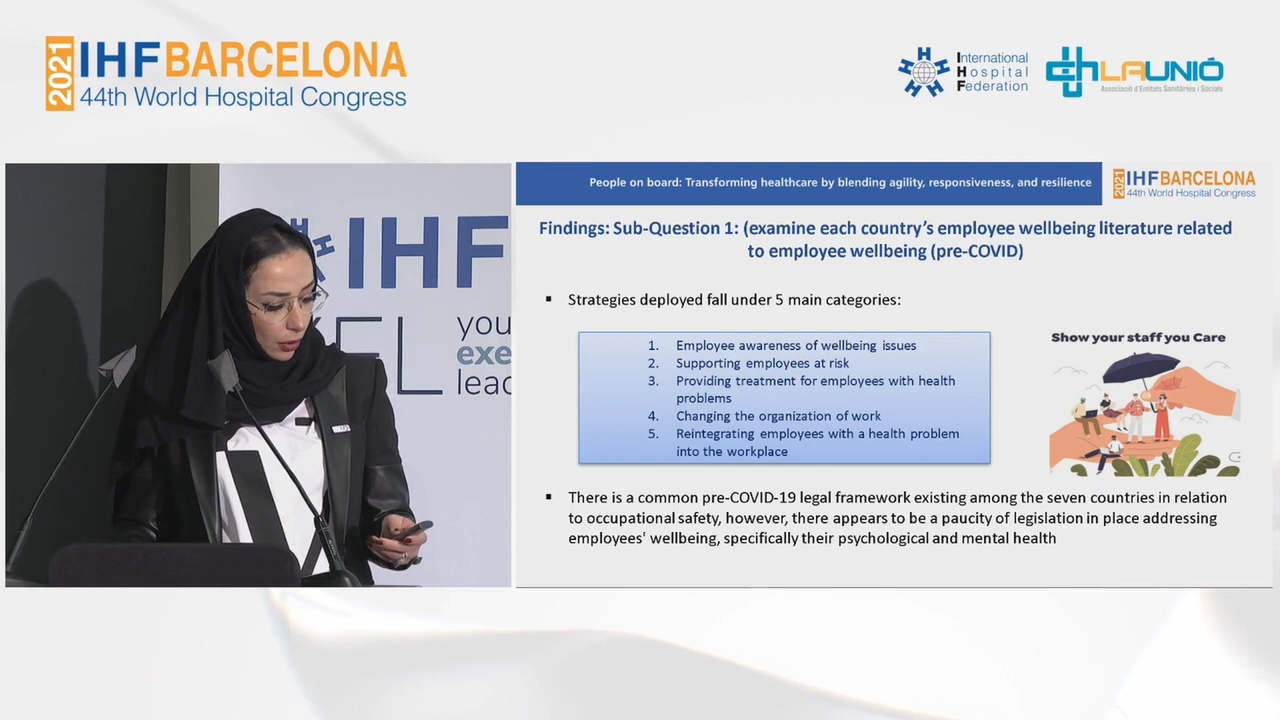 2021 IHF BARCELONA
44th World Hospital Congress
International
Hospital
Federation
LAUNIÓ
Associació d'Entitats Sanitàries i Socials
IHF
you
exe
leac
People on board: Transforming healthcare by blending agility, responsiveness, and resilience
2021 IHF BARCELONA
44th World Hospital Congress
Findings: Sub-Question 1: (examine each country's employee wellbeing literature related
to employee wellbeing (pre-COVID)
▪ Strategies deployed fall under 5 main categories:
1. Employee awareness of wellbeing issues
2. Supporting employees at risk
3. Providing treatment for employees with health
problems
4. Changing the organization of work
5. Reintegrating employees with a health problem
into the workplace
Show your staff you Care
▪ There is a common pre-COVID-19 legal framework existing among the seven countries in relation
to occupational safety, however, there appears to be a paucity of legislation in place addressing
employees' wellbeing, specifically their psychological and mental health